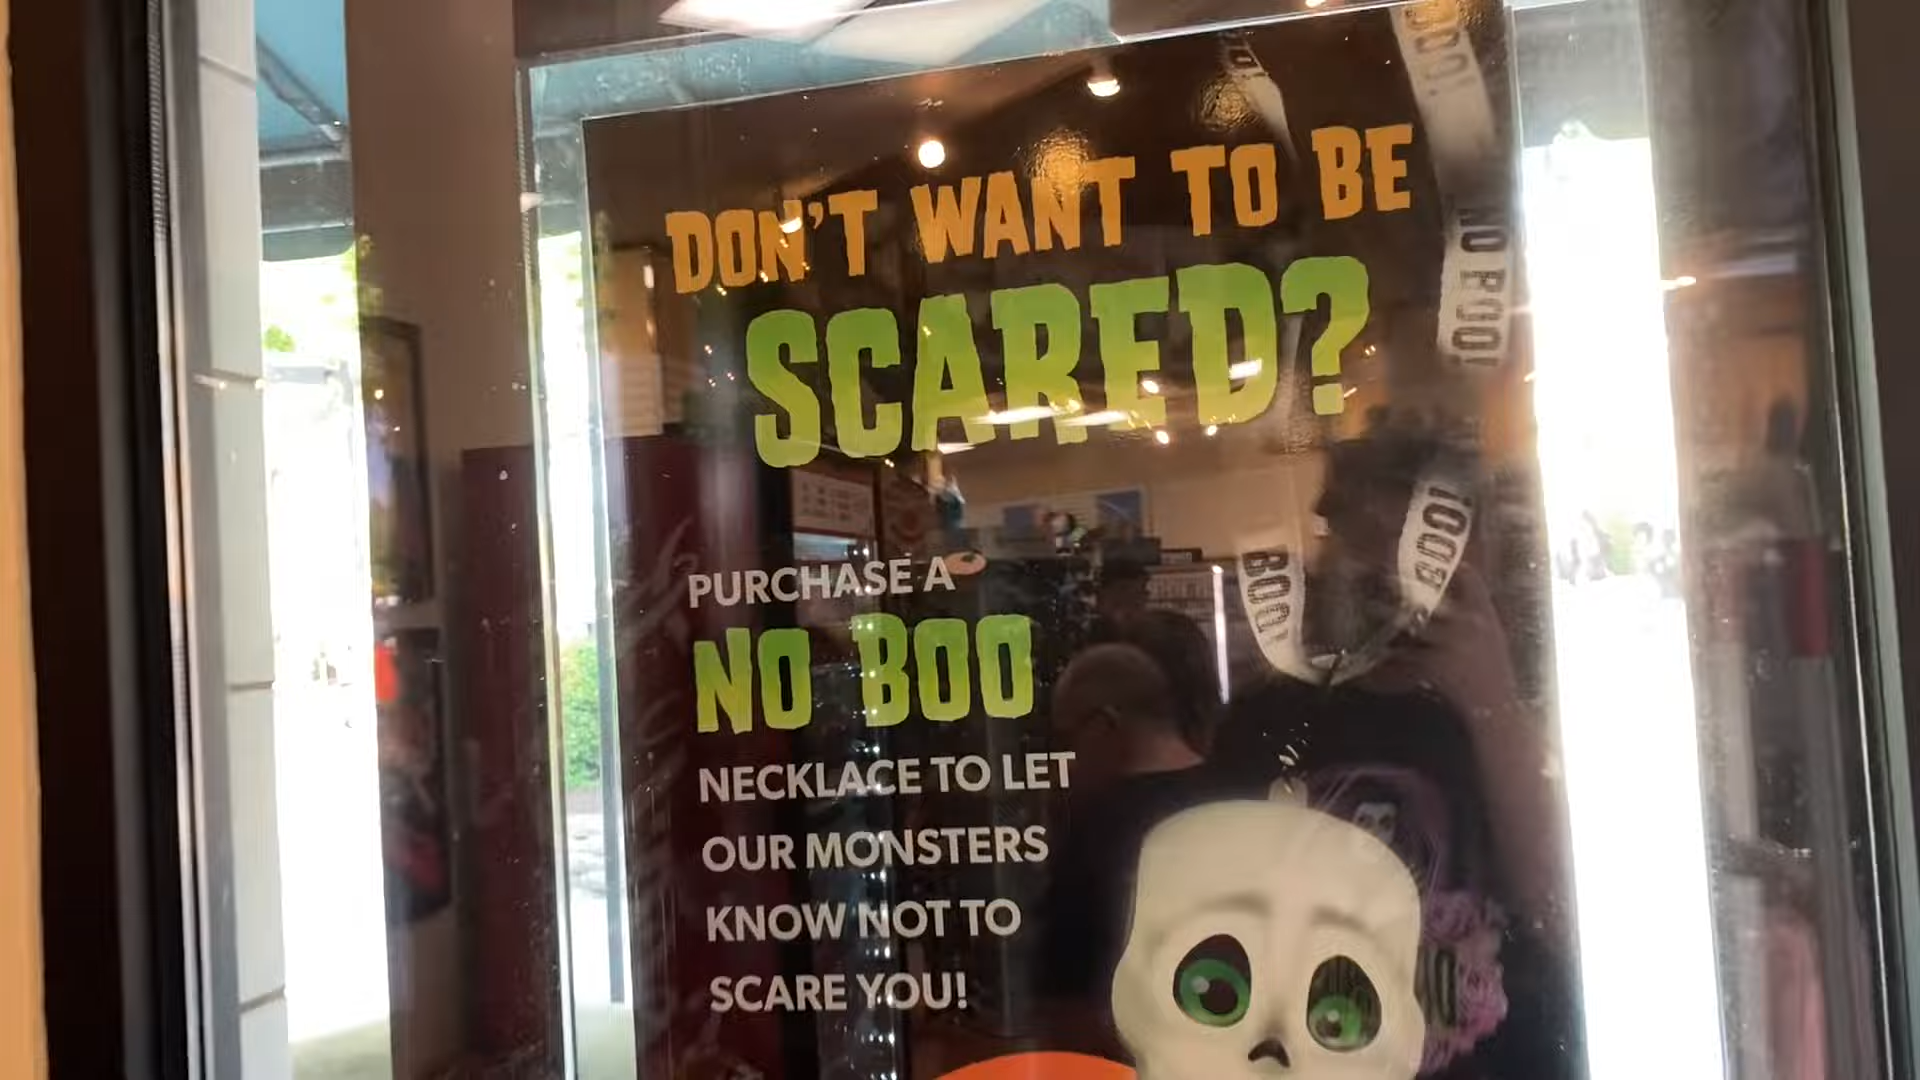 DON'T WANT TO BE
SCARED?
PURCHASE A
NO BOO
NECKLACE TO LET
OUR MONSTERS
KNOW NOT TO
SCARE YOU!
BOO!
NO BOO!
BOO!
BOO!